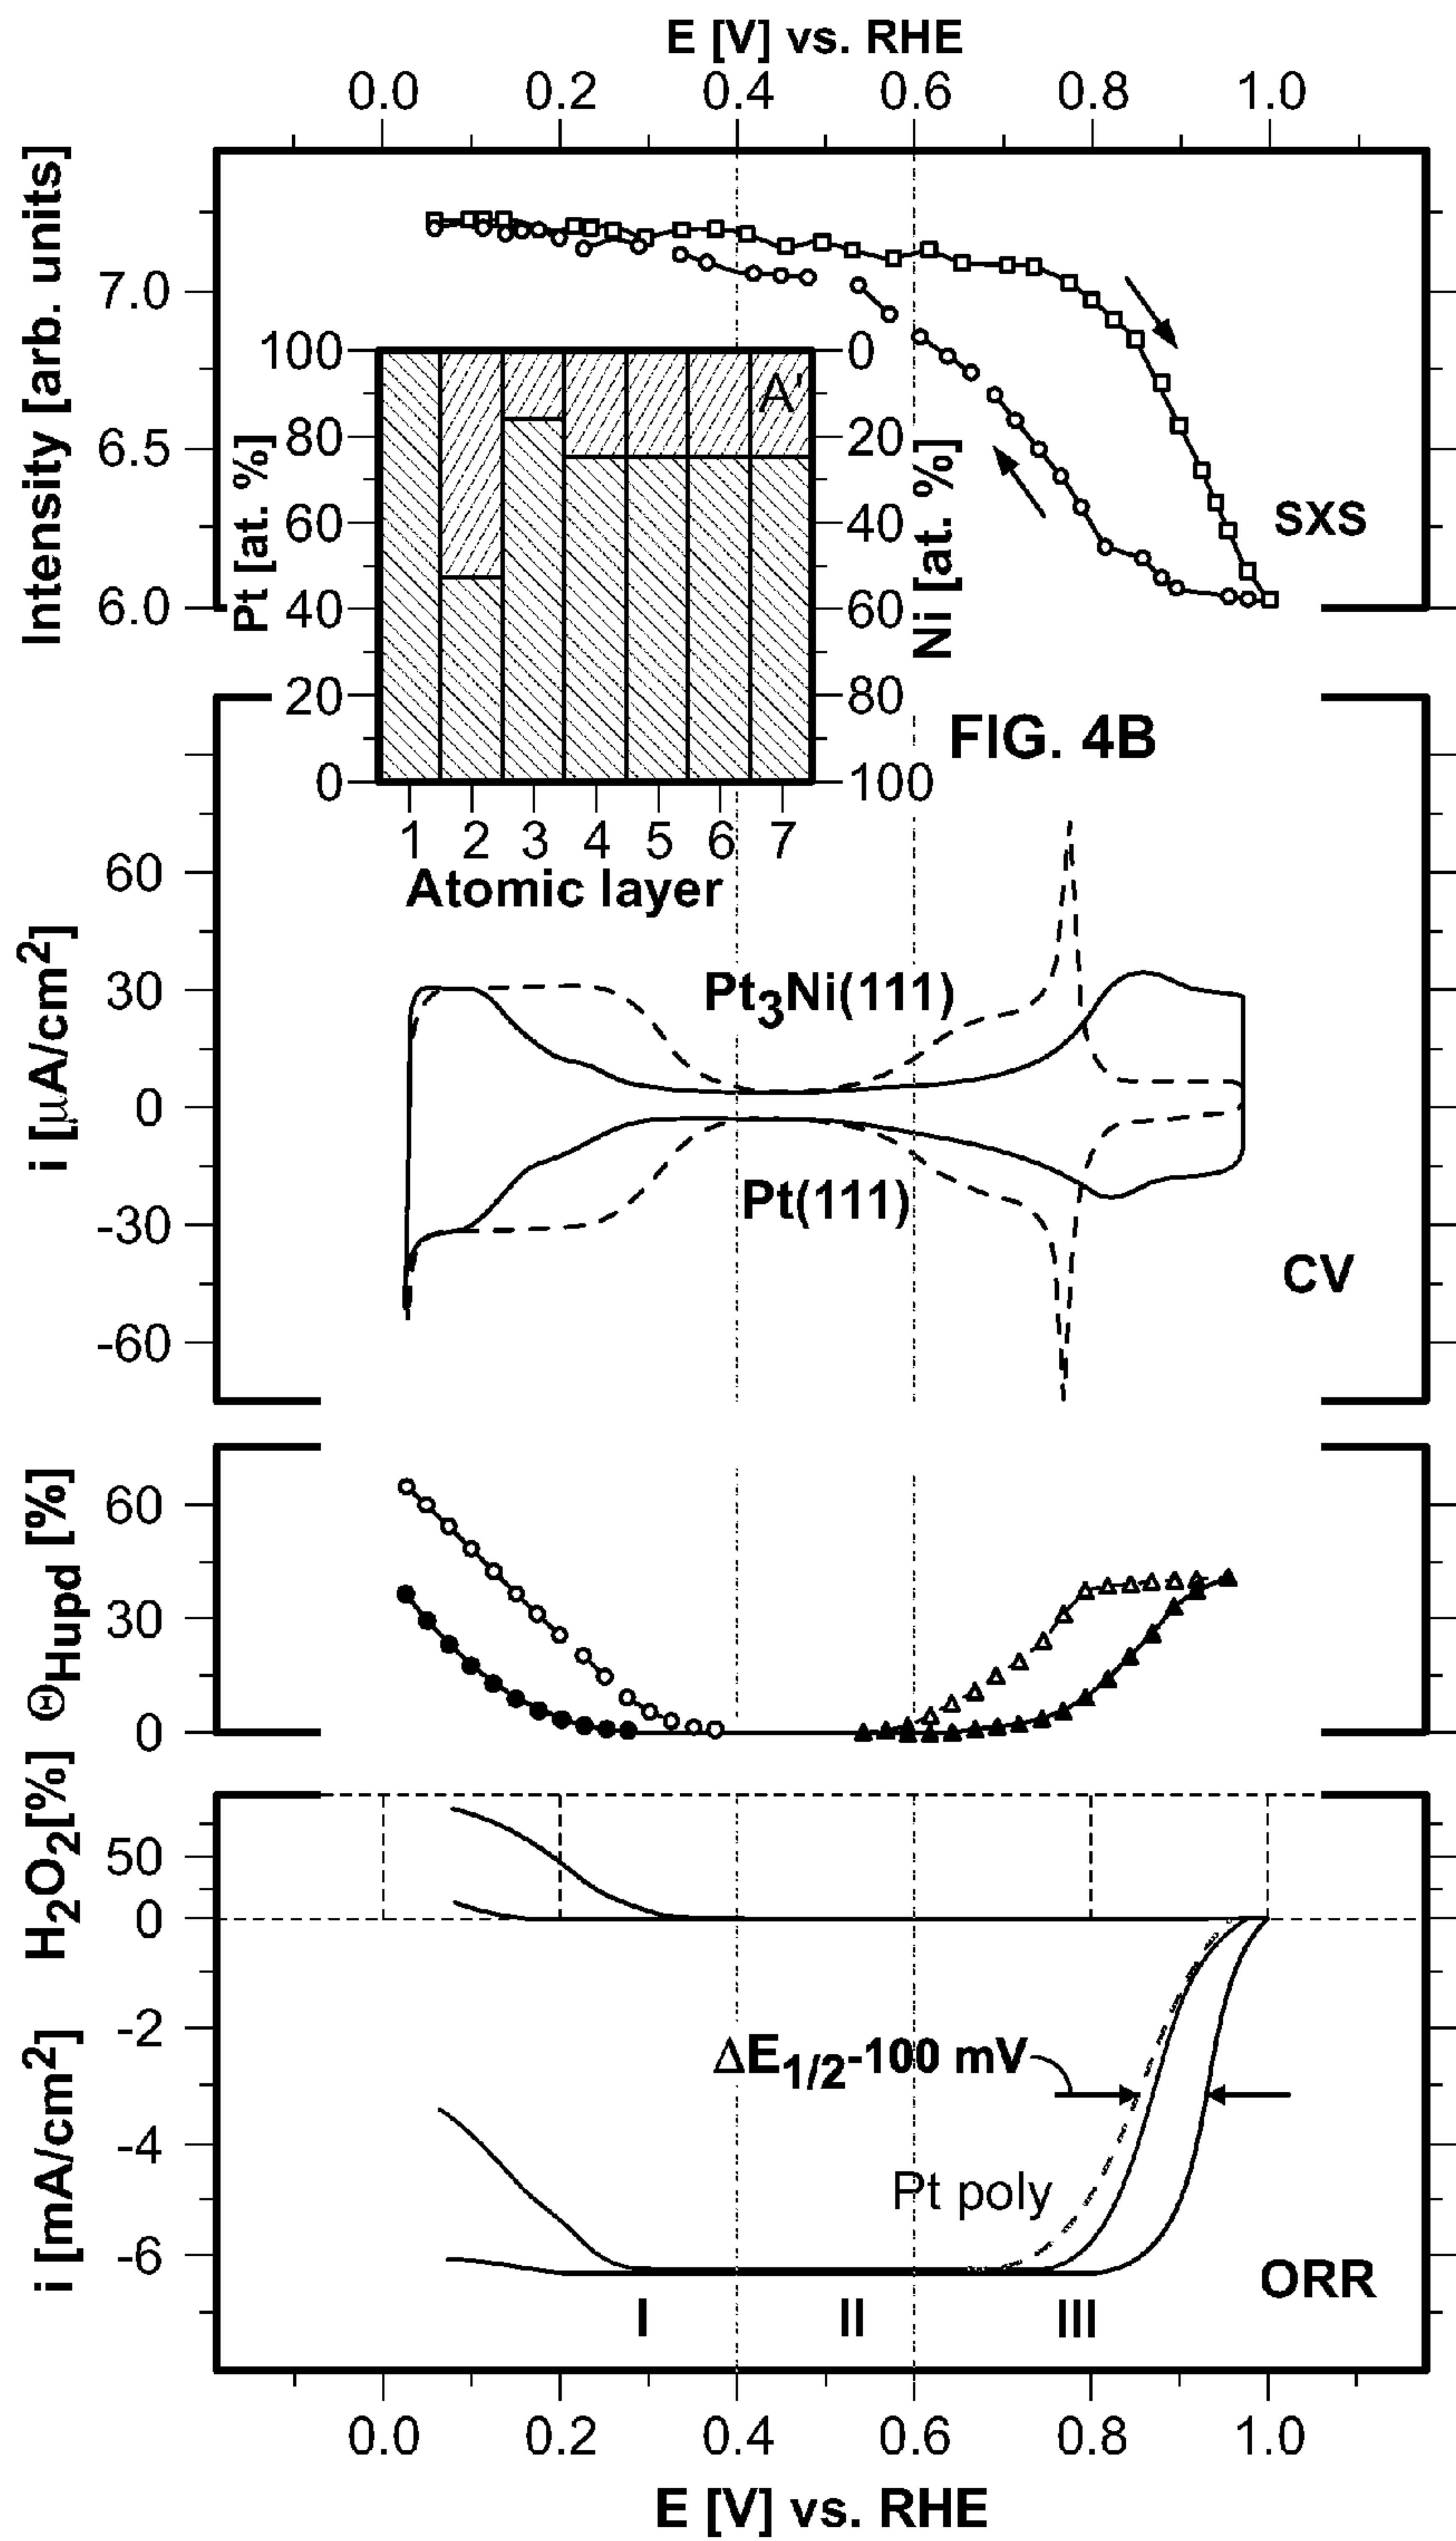 E [V] vs. RHE
0.0 0.2 0.4 0.6 0.8 1.0
Intensity [arb. units]
7.0
6.5
6.0
SXS
Pt [at. %]
100
80
60
40
20
0
A'
0
20
40
60
80
100
Ni [at. %]
1 2 3 4 5 6 7
Atomic layer
FIG. 4B
i [μA/cm2]
60
30
0
-30
-60
Pt3Ni(111)
Pt(111)
CV
ΘHupd [%]
60
30
0
H2O2[%]
50
0
i [mA/cm2]
-2
-4
-6
ΔE1/2-100 mV
Pt poly
ORR
I II III
0.0 0.2 0.4 0.6 0.8 1.0
E [V] vs. RHE